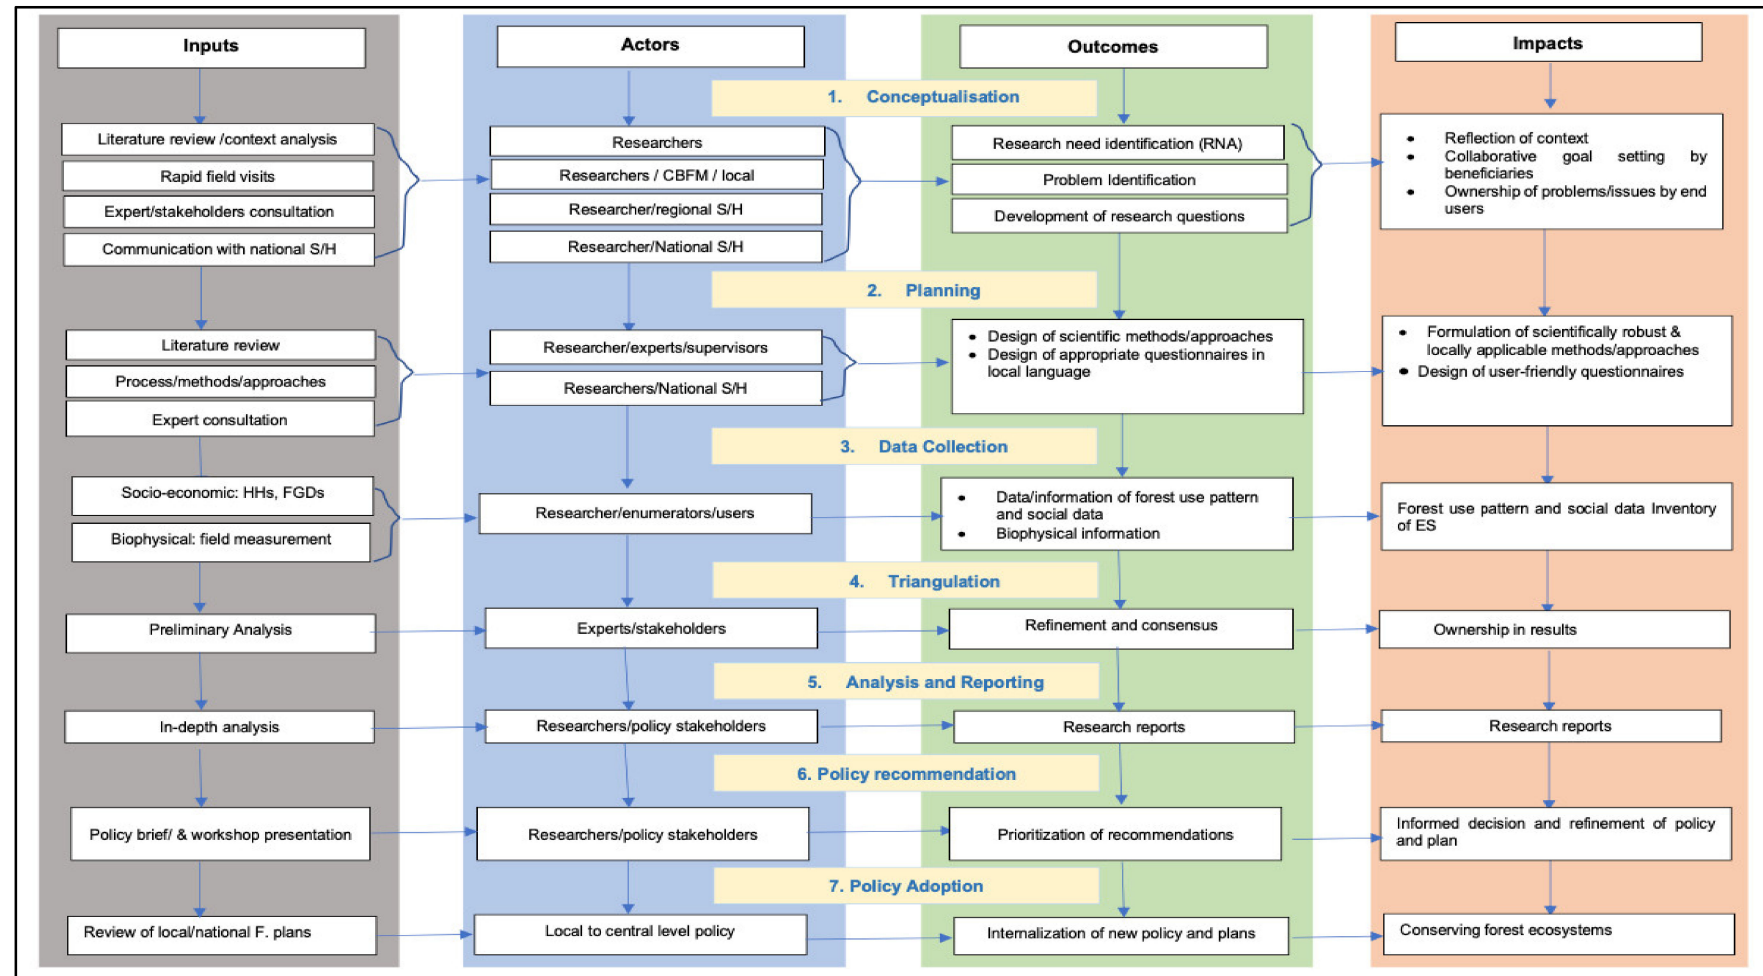 Inputs
Actors
Outcomes
Impacts
1. Conceptualisation
Literature review /context analysis
Rapid field visits
Expert/stakeholders consultation
Communication with national S/H
Researchers
Researchers / CBFM / local
Researcher/regional S/H
Researcher/National S/H
Research need identification (RNA)
Problem Identification
Development of research questions
• Reflection of context
• Collaborative goal setting by
beneficiaries
• Ownership of problems/issues by end
users
2. Planning
Literature review
Process/methods/approaches
Expert consultation
Researcher/experts/supervisors
Researchers/National S/H
• Design of scientific methods/approaches
• Design of appropriate questionnaires in
local language
• Formulation of scientifically robust &
locally applicable methods/approaches
• Design of user-friendly questionnaires
3. Data Collection
Socio-economic: HHs, FGDs
Biophysical: field measurement
Researcher/enumerators/users
• Data/information of forest use pattern
and social data
• Biophysical information
Forest use pattern and social data Inventory
of ES
4. Triangulation
Preliminary Analysis
Experts/stakeholders
Refinement and consensus
Ownership in results
5. Analysis and Reporting
In-depth analysis
Researchers/policy stakeholders
Research reports
Research reports
6. Policy recommendation
Policy brief/ & workshop presentation
Researchers/policy stakeholders
Prioritization of recommendations
Informed decision and refinement of policy
and plan
7. Policy Adoption
Review of local/national F. plans
Local to central level policy
Internalization of new policy and plans
Conserving forest ecosystems